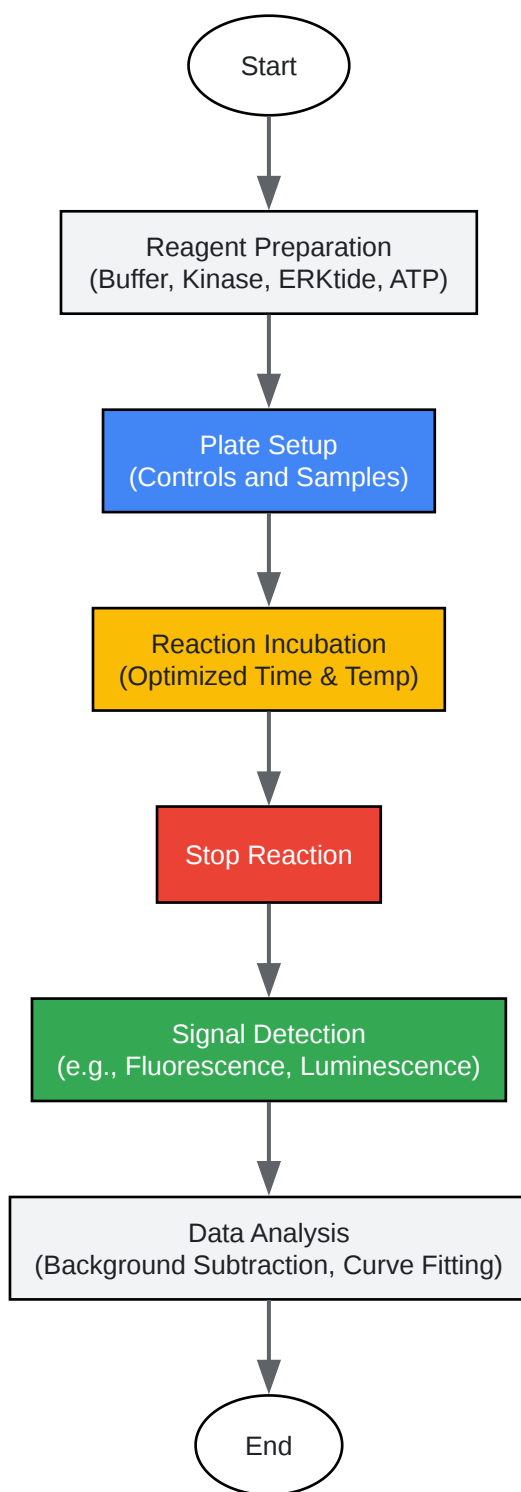 Start
Reagent Preparation
(Buffer, Kinase, ERKtide, ATP)
Plate Setup
(Controls and Samples)
Reaction Incubation
(Optimized Time & Temp)
Stop Reaction
Signal Detection
(e.g., Fluorescence, Luminescence)
Data Analysis
(Background Subtraction, Curve Fitting)
End